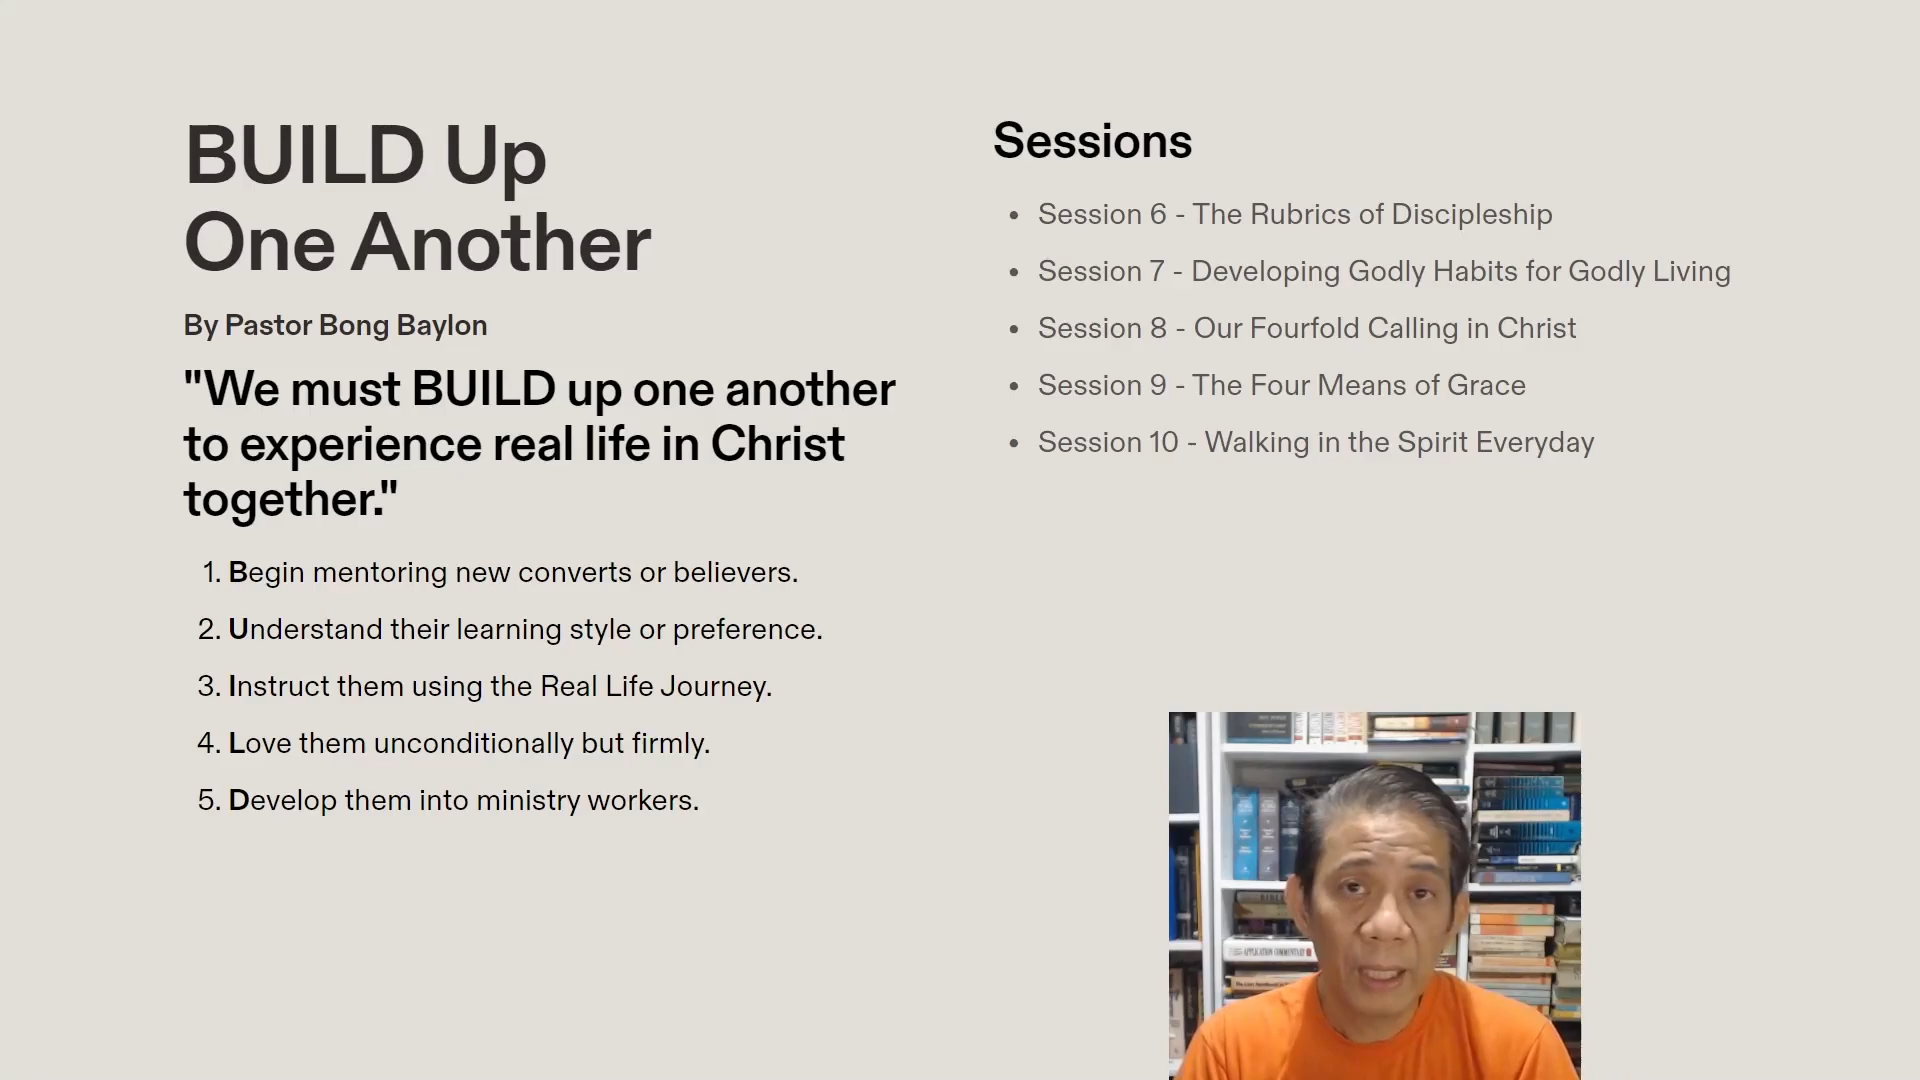 BUILD Up
One Another
By Pastor Bong Baylon
"We must BUILD up one another
to experience real life in Christ
together."
1. Begin mentoring new converts or believers.
2. Understand their learning style or preference.
3. Instruct them using the Real Life Journey.
4. Love them unconditionally but firmly.
5. Develop them into ministry workers.
Sessions
• Session 6 - The Rubrics of Discipleship
• Session 7 - Developing Godly Habits for Godly Living
• Session 8 - Our Fourfold Calling in Christ
• Session 9 - The Four Means of Grace
• Session 10 - Walking in the Spirit Everyday
APPLICATION COMMENTARY